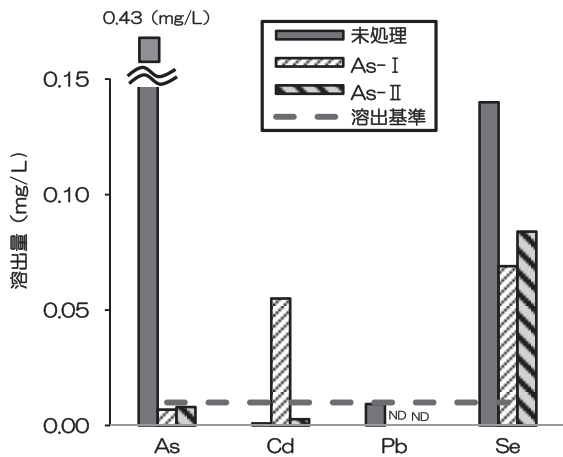 0.43 (mg/L)
未処理
As-Ⅰ
As-Ⅱ
溶出基準
溶出量 (mg/L)
0.15
0.10
0.05
0.00
ND ND
As Cd Pb Se